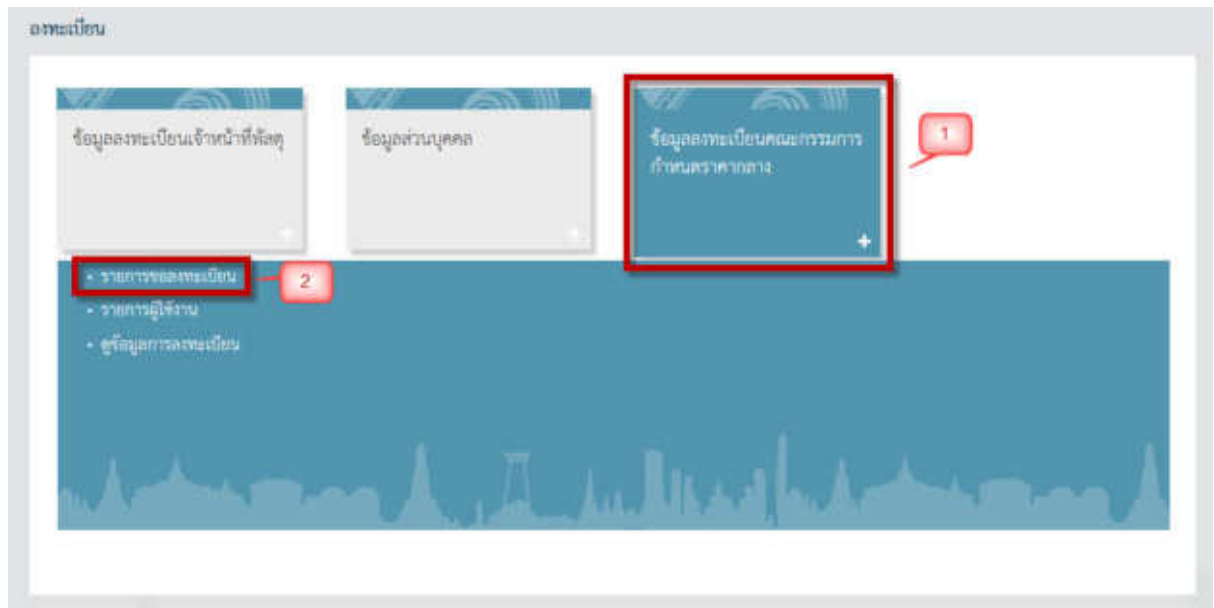 ลงทะเบียน
ข้อมูลลงทะเบียนเจ้าหน้าที่พัสดุ
ข้อมูลส่วนบุคคล
ข้อมูลลงทะเบียนคณะกรรมการ
กำหนดราคากลาง
1
• รายการขอลงทะเบียน
2
• รายการผู้ใช้งาน
• ดูข้อมูลการลงทะเบียน